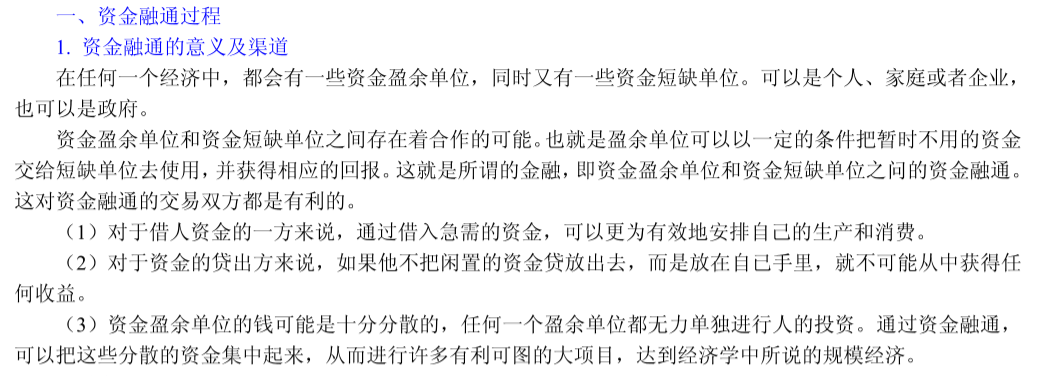 一、资金融通过程
1. 资金融通的意义及渠道
在任何一个经济中，都会有一些资金盈余单位，同时又有一些资金短缺单位。可以是个人、家庭或者企业，
也可以是政府。
资金盈余单位和资金短缺单位之间存在着合作的可能。也就是盈余单位可以以一定的条件把暂时不用的资金
交给短缺单位去使用，并获得相应的回报。这就是所谓的金融，即资金盈余单位和资金短缺单位之问的资金融通。
这对资金融通的交易双方都是有利的。
（1）对于借人资金的一方来说，通过借入急需的资金，可以更为有效地安排自己的生产和消费。
（2）对于资金的贷出方来说，如果他不把闲置的资金贷放出去，而是放在自已手里，就不可能从中获得任
何收益。
（3）资金盈余单位的钱可能是十分分散的，任何一个盈余单位都无力单独进行人的投资。通过资金融通，
可以把这些分散的资金集中起来，从而进行许多有利可图的大项目，达到经济学中所说的规模经济。